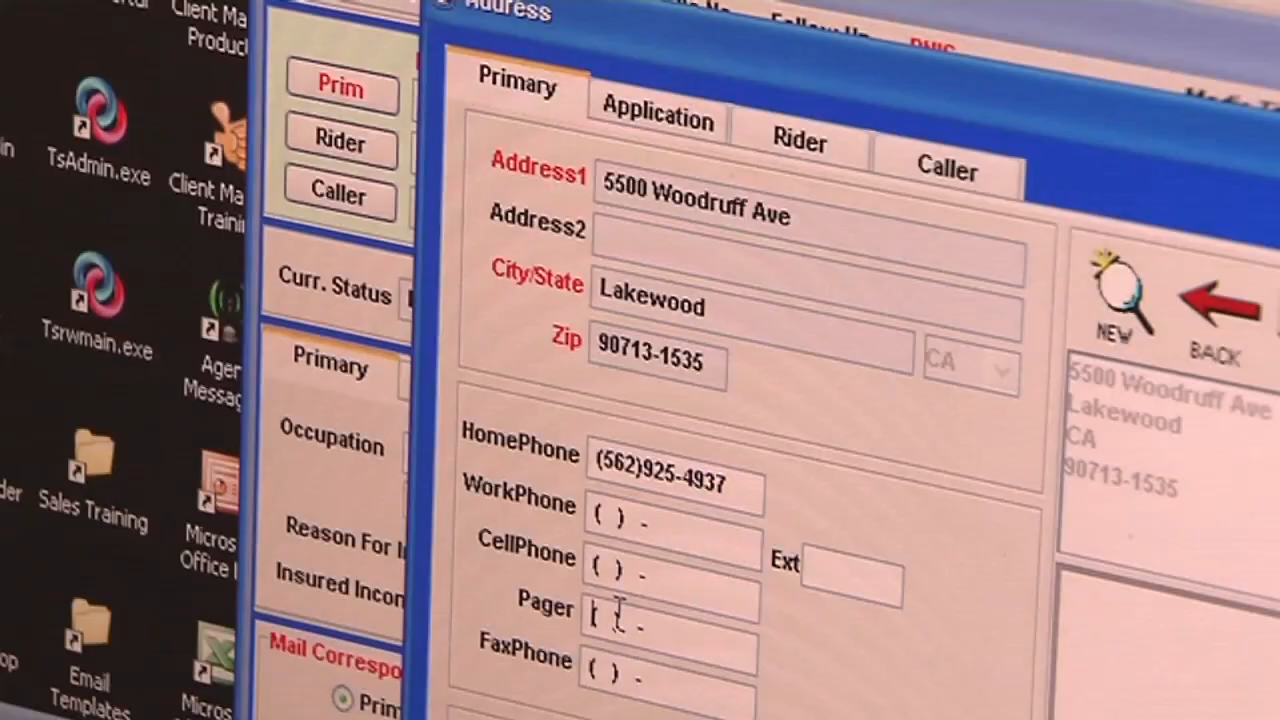 Client Ma
Produc
TsAdmin.exe
Client Ma
Traini
Tsrwmain.exe
Agen
Messag
Sales Training
Micros
Office
Email
Templates
Micros
Prim
Rider
Caller
Curr. Status
Primary
Occupation
Reason For I
Insured Incon
Mail Correspo
Prim
Address
Primary
Application
Rider
Caller
Address1 5500 Woodruff Ave
Address2
City/State Lakewood CA
Zip 90713-1535
HomePhone (562)925-4937
WorkPhone ( ) -
CellPhone ( ) - Ext
Pager ( ) -
FaxPhone ( ) -
NEW BACK
5500 Woodruff Ave
Lakewood
CA
90713-1535